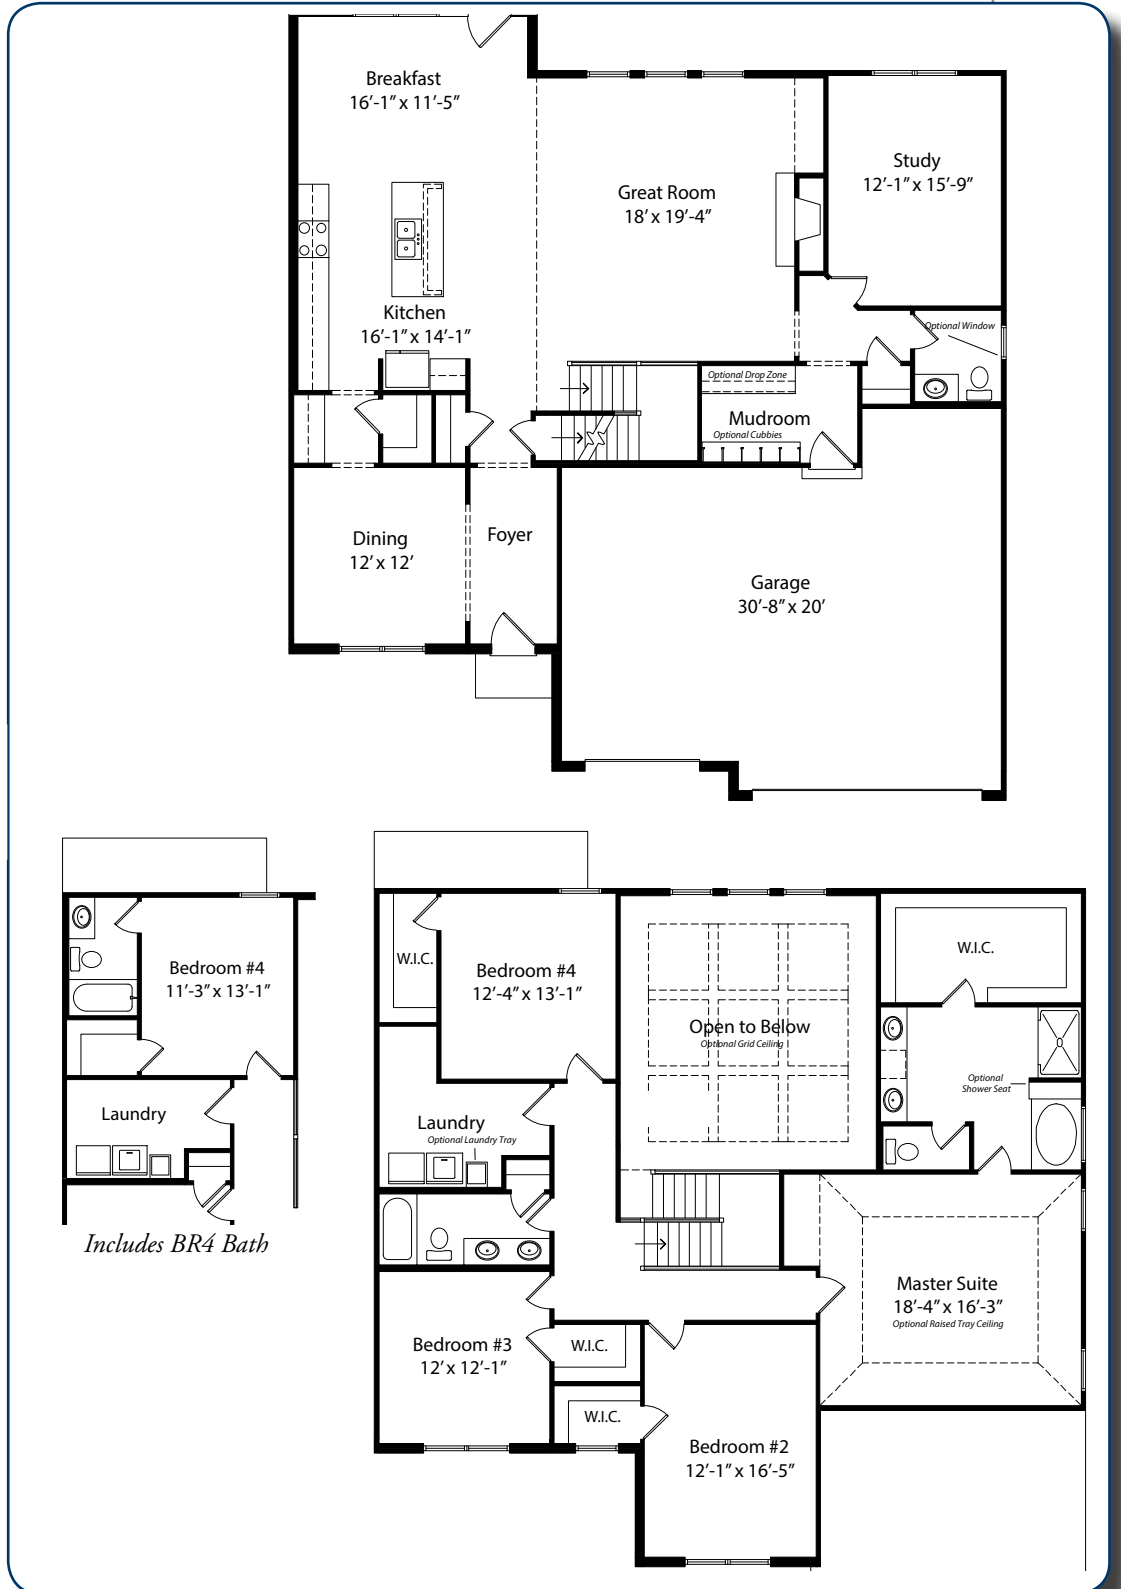 Breakfast
16’-1” x 11’-5”
Study
12’-1” x 15’-9”
Great Room
18’ x 19’-4”
Kitchen
16’-1” x 14’-1”
Optional Window
Optional Drop Zone
Mudroom
Optional Cubbies
Dining
12’ x 12’
Foyer
Garage
30’-8” x 20’
Bedroom #4
11’-3” x 13’-1”
Laundry
Includes BR4 Bath
W.I.C.
Bedroom #4
12’-4” x 13’-1”
W.I.C.
Open to Below
Optional Grid Ceiling
Optional
Shower Seat
Laundry
Optional Laundry Tray
Master Suite
18’-4” x 16’-3”
Optional Raised Tray Ceiling
Bedroom #3
12’ x 12’-1”
W.I.C.
W.I.C.
Bedroom #2
12’-1” x 16’-5”